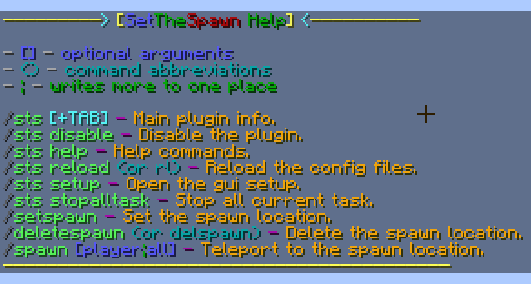 ----------> [SetTheSpawn Help] <----------
- [] - optional arguments
- () - command abbreviations
- ¦ - writes more to one place
/sts [+TAB] - Main plugin info.
/sts disable - Disable the plugin.
/sts help - Help commands.
/sts reload (or rl) - Reload the config files.
/sts setup - Open the gui setup.
/sts stopalltask - Stop all current task.
/setspawn - Set the spawn location.
/deletespawn (or delspawn) - Delete the spawn location.
/spawn [player¦all] - Teleport to the spawn location.